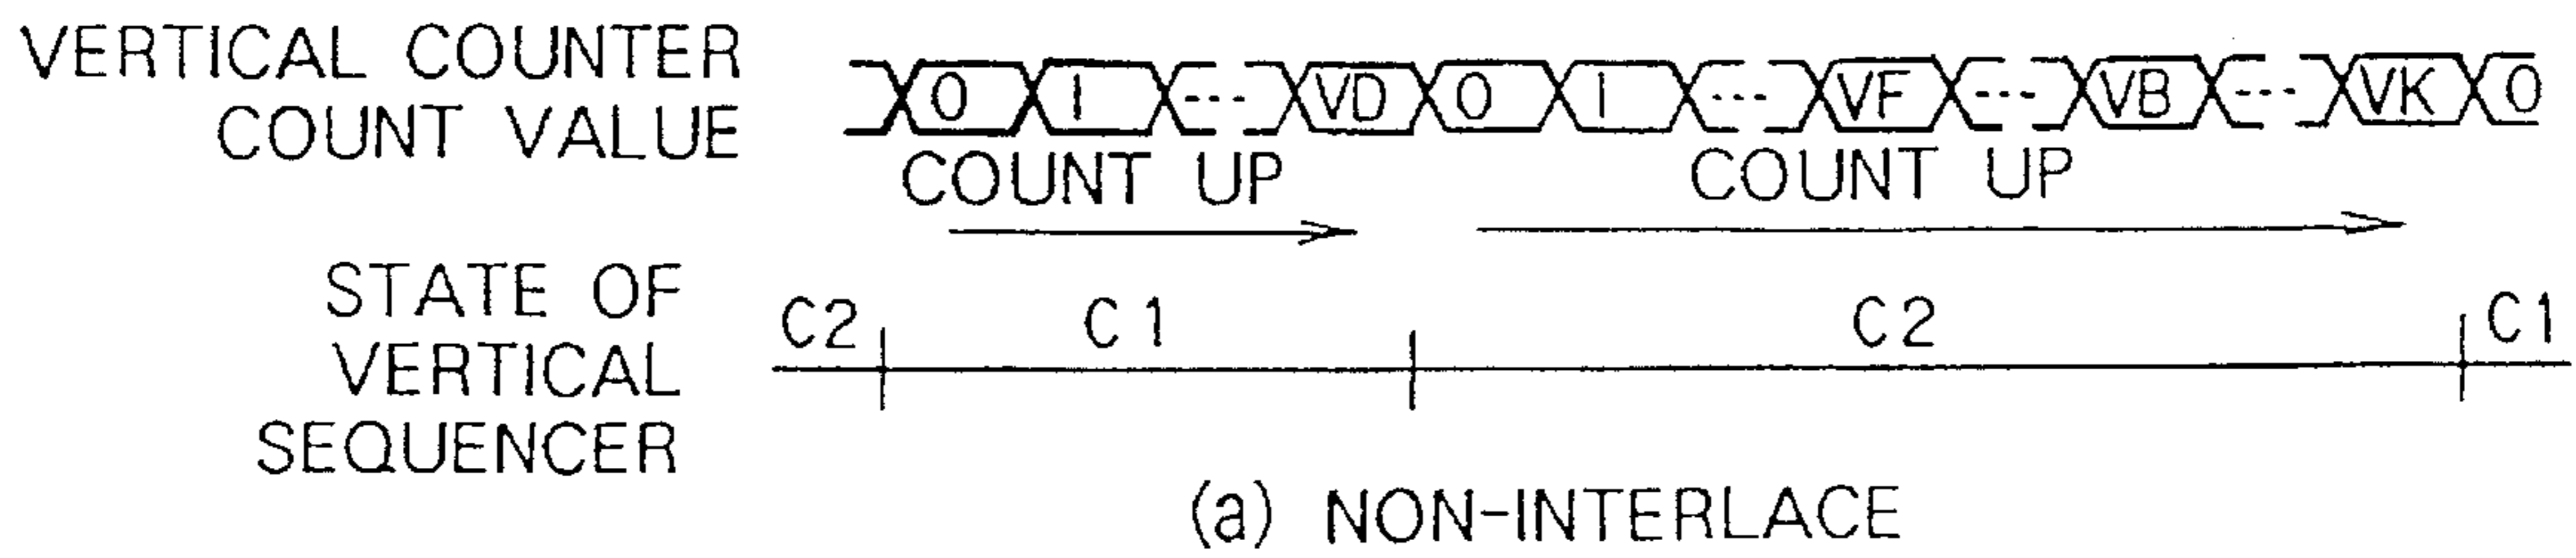 VERTICAL COUNTER
COUNT VALUE
0 1 --- VD 0 1 --- VF --- VB --- VK 0
COUNT UP COUNT UP
STATE OF
VERTICAL
SEQUENCER
C2 C1 C2 C1
(a) NON-INTERLACE